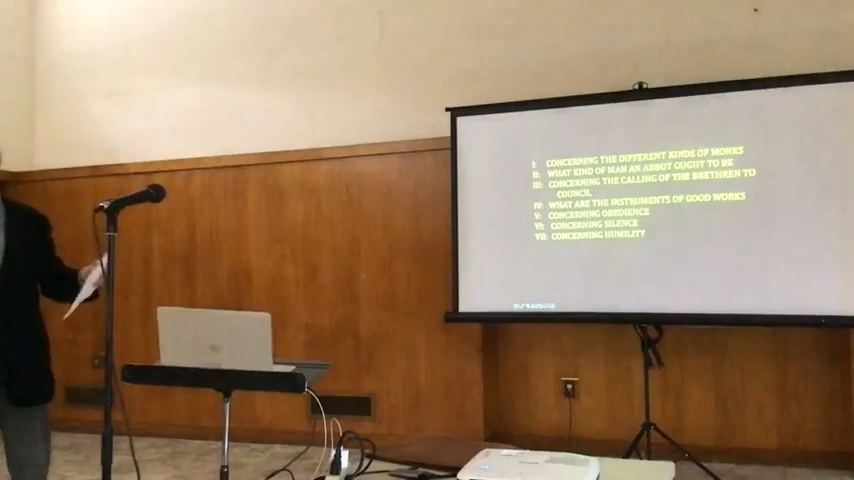 I: CONCERNING THE DIFFERENT KINDS OF MONKS
II: WHAT KIND OF MAN AN ABBOT OUGHT TO BE
III: CONCERNING THE CALLING OF THE BRETHREN TO
COUNCIL
IV: WHAT ARE THE INSTRUMENTS OF GOOD WORKS
V: CONCERNING OBEDIENCE
VI: CONCERNING SILENCE
VII: CONCERNING HUMILITY